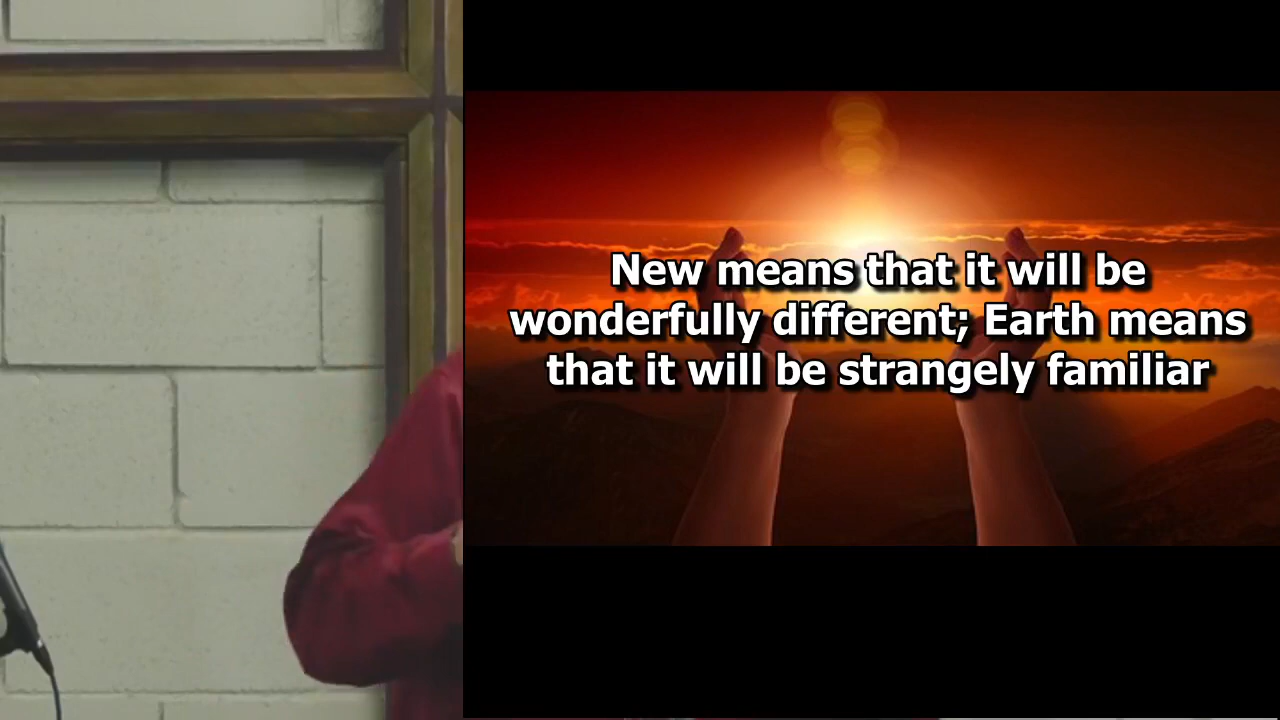 New means that it will be
wonderfully different; Earth means
that it will be strangely familiar